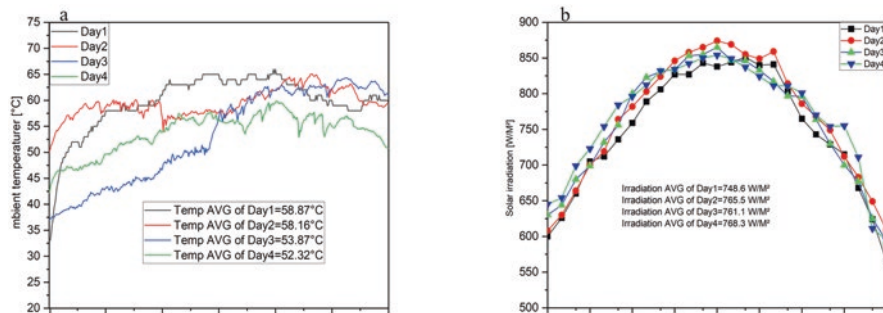 a
75
70
65
60
55
50
45
40
35
30
25
20
mbient temperaturer [°C]
Day1
Day2
Day3
Day4
Temp AVG of Day1=58.87°C
Temp AVG of Day2=58.16°C
Temp AVG of Day3=53.87°C
Temp AVG of Day4=52.32°C
b
900
850
800
750
700
650
600
550
500
Solar irradiation [W/M²]
Day1
Day2
Day3
Day4
Irradiation AVG of Day1=748.6 W/M²
Irradiation AVG of Day2=765.5 W/M²
Irradiation AVG of Day3=761.1 W/M²
Irradiation AVG of Day4=768.3 W/M²